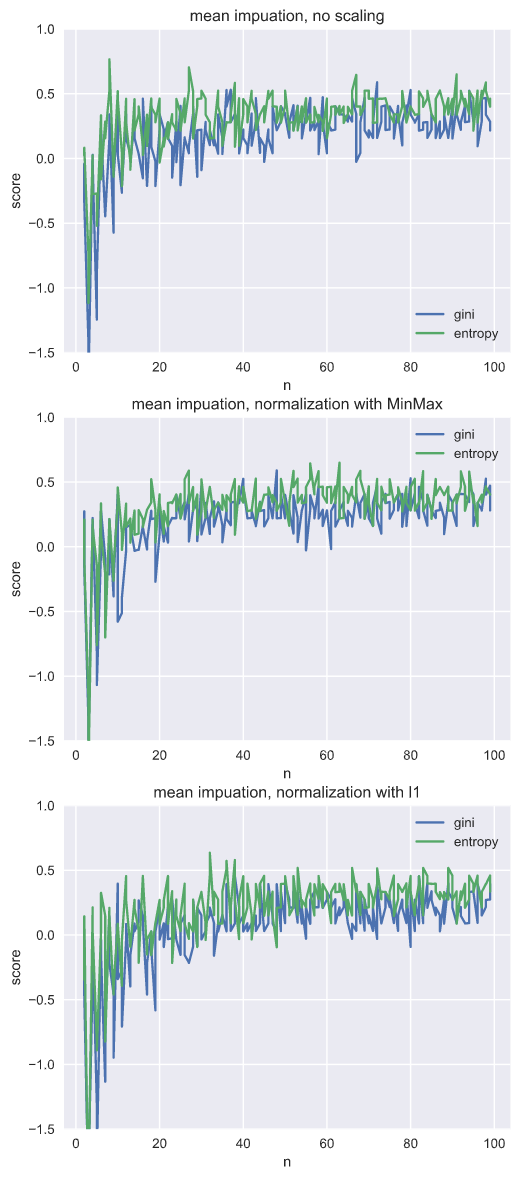 mean impuation, no scaling
1.0
0.5
0.0
−0.5
−1.0
−1.5
score
gini
entropy
0 20 40 60 80 100
n
mean impuation, normalization with MinMax
1.0
0.5
0.0
−0.5
−1.0
−1.5
score
gini
entropy
0 20 40 60 80 100
n
mean impuation, normalization with l1
1.0
0.5
0.0
−0.5
−1.0
−1.5
score
gini
entropy
0 20 40 60 80 100
n